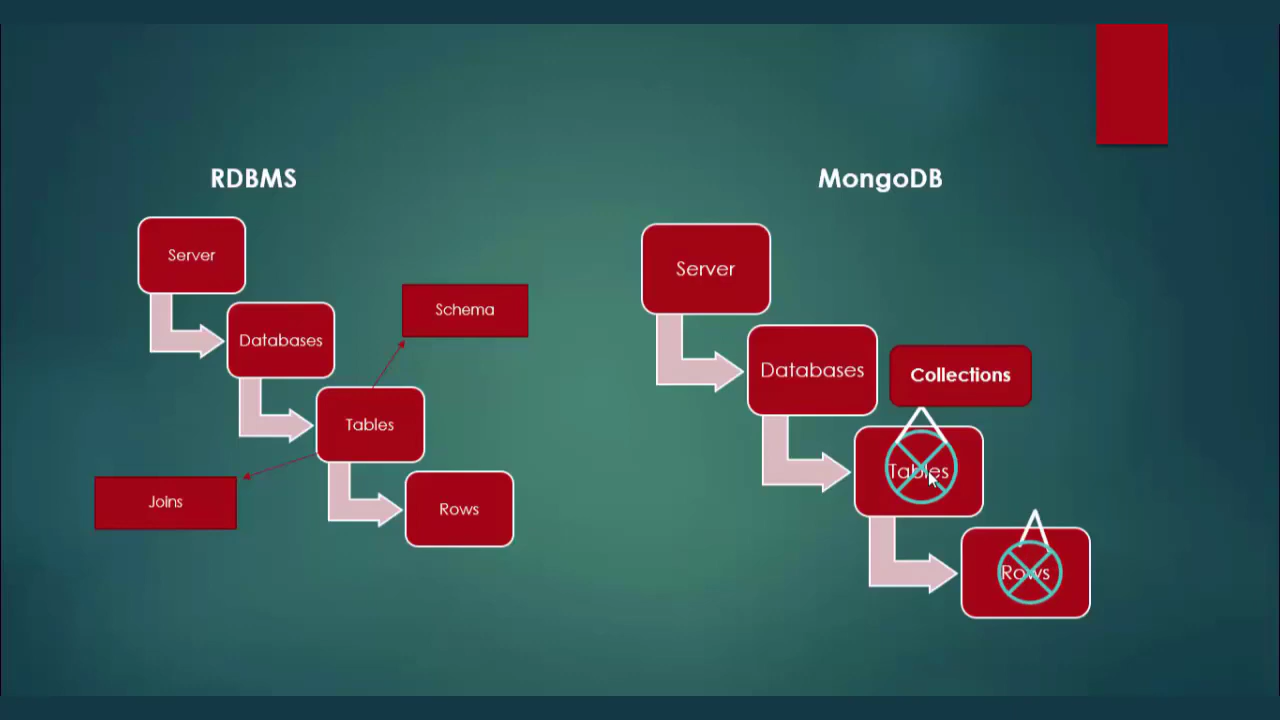 RDBMS
Server
Databases
Schema
Tables
Joins
Rows
MongoDB
Server
Databases
Collections
Tables
Rows